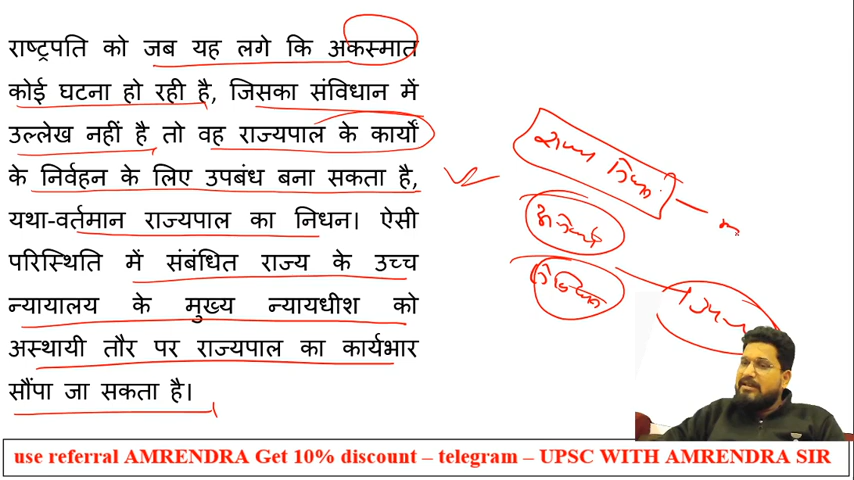 राष्ट्रपति को जब यह लगे कि अकस्मात
कोई घटना हो रही है, जिसका संविधान में
उल्लेख नहीं है तो वह राज्यपाल के कार्यों
के निर्वहन के लिए उपबंध बना सकता है,
यथा-वर्तमान राज्यपाल का निधन। ऐसी
परिस्थिति में संबंधित राज्य के उच्च
न्यायालय के मुख्य न्यायधीश को
अस्थायी तौर पर राज्यपाल का कार्यभार
सौंपा जा सकता है।
use referral AMRENDRA Get 10% discount – telegram – UPSC WITH AMRENDRA SIR